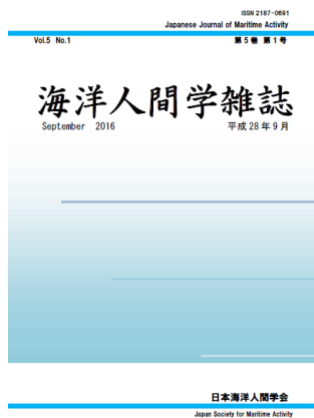 ISSN 2187-0691
Japanese Journal of Maritime Activity
Vol.5 No.1 第5巻 第1号
海洋人間学雑誌
September 2016 平成28年9月
日本海洋人間学会
Japan Society for Maritime Activity